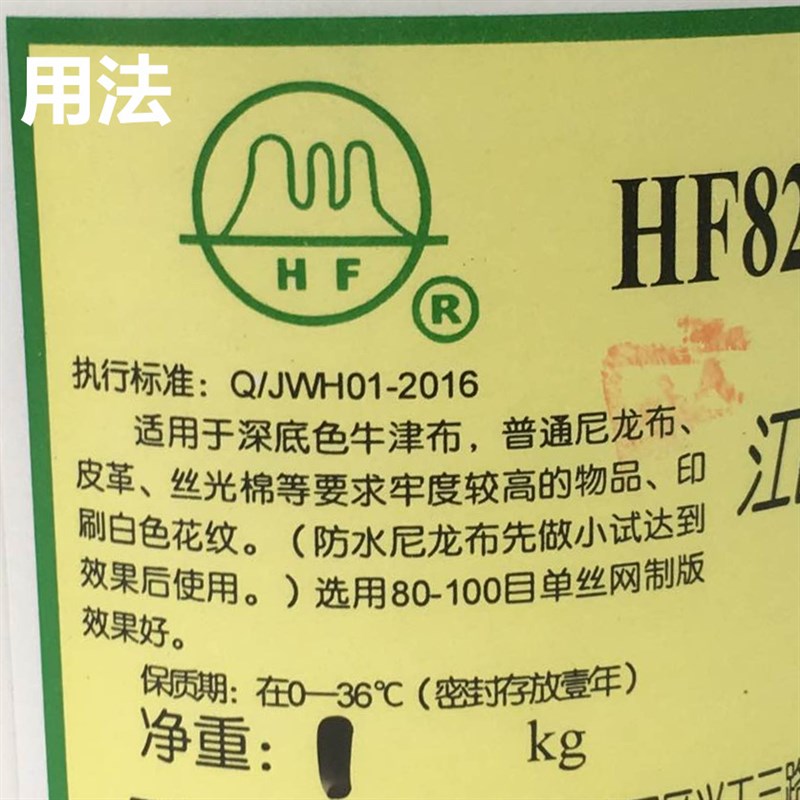 用法
HF
®
HF82
执行标准：Q/JWH01-2016
适用于深底色牛津布，普通尼龙布、
皮革、丝光棉等要求牢度较高的物品、印
刷白色花纹。（防水尼龙布先做小试达到
效果后使用。）选用80-100目单丝网制版
效果好。
江
保质期：在0—36℃（密封存放壹年）
净重：1 kg